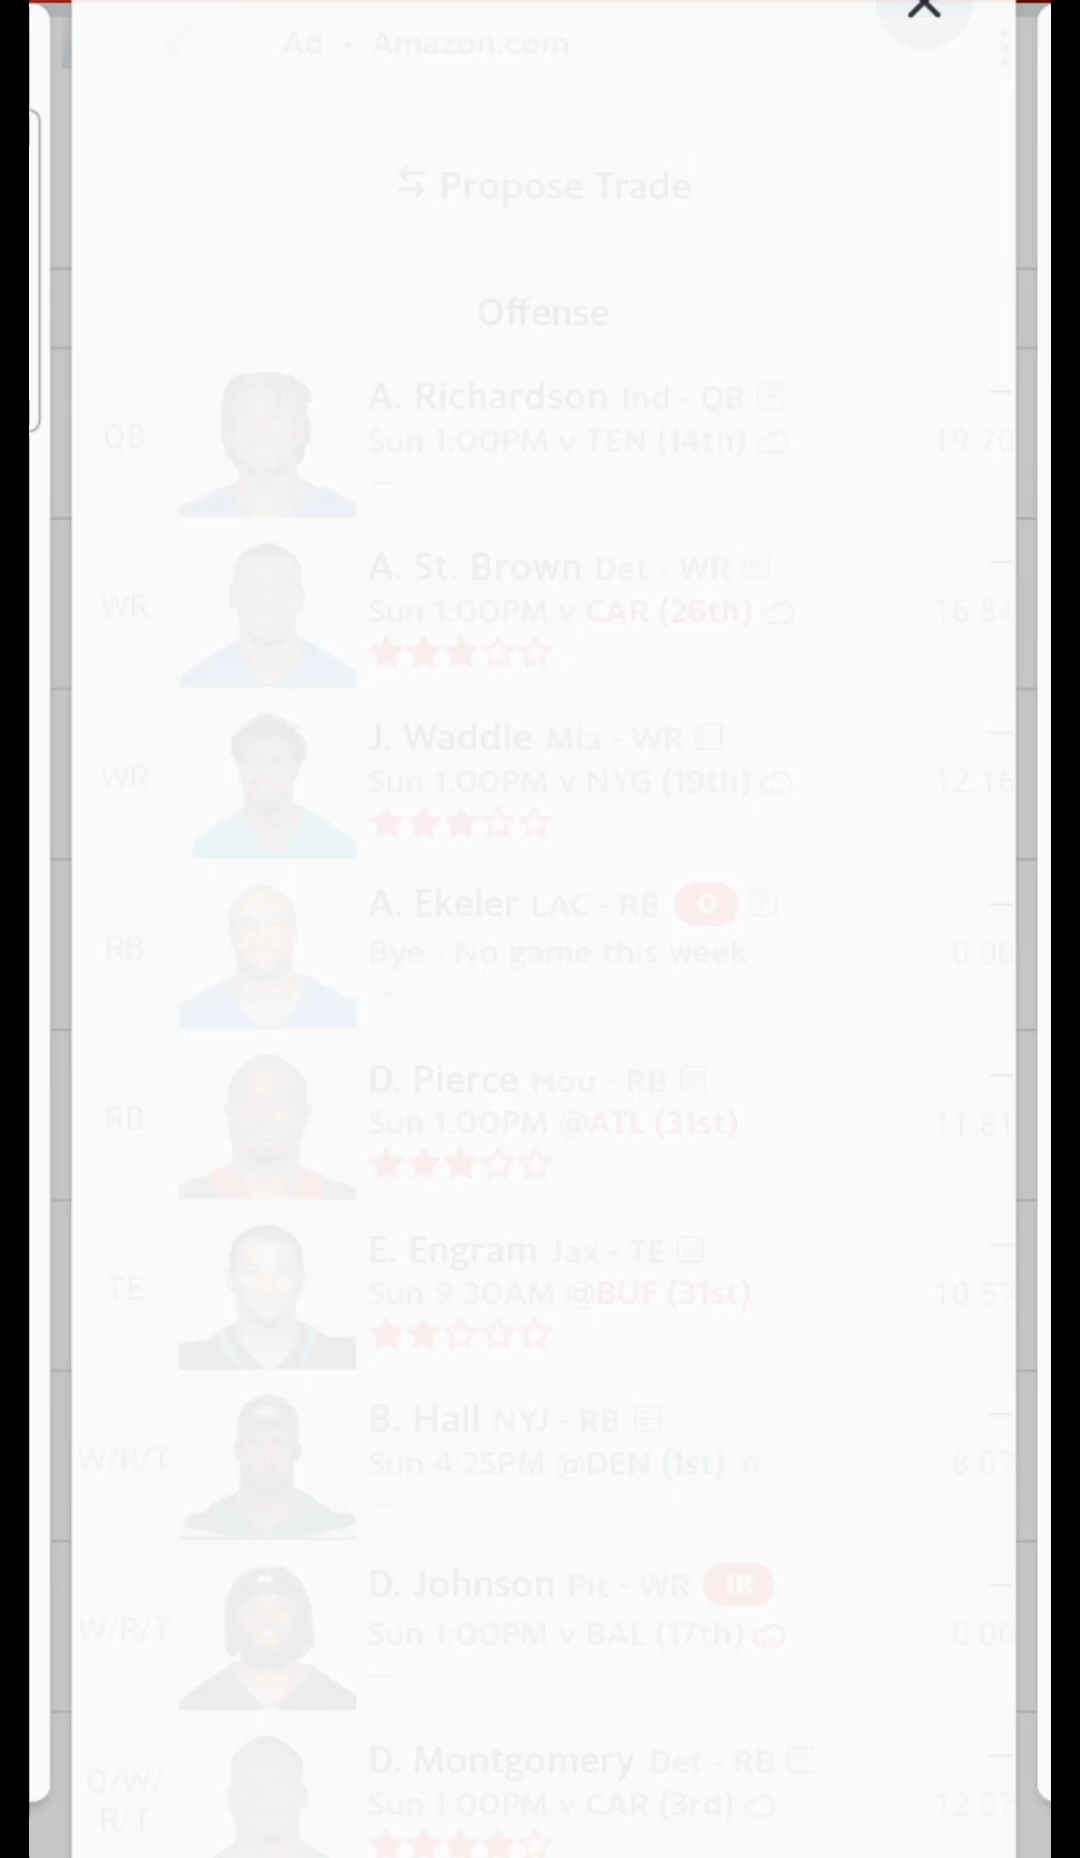 Ad • Amazon.com
Propose Trade
Offense
QB
A. Richardson Ind - QB
Sun 1:00PM v TEN (14th)
–
–
19.70
WR
A. St. Brown Det - WR
Sun 1:00PM v CAR (26th)
–
16.84
WR
J. Waddle Mia - WR
Sun 1:00PM v NYG (19th)
–
12.16
RB
A. Ekeler LAC - RB
Bye - No game this week
–
–
0.00
RB
D. Pierce Hou - RB
Sun 1:00PM @ATL (31st)
–
11.81
TE
E. Engram Jax - TE
Sun 9:30AM @BUF (31st)
–
10.57
W/R/T
B. Hall NYJ - RB
Sun 4:25PM @DEN (1st)
–
–
8.07
W/R/T
D. Johnson Pit - WR IR
Sun 1:00PM v BAL (17th)
–
–
0.00
Q/W/
R/T
D. Montgomery Det - RB
Sun 1:00PM v CAR (3rd)
–
12.07